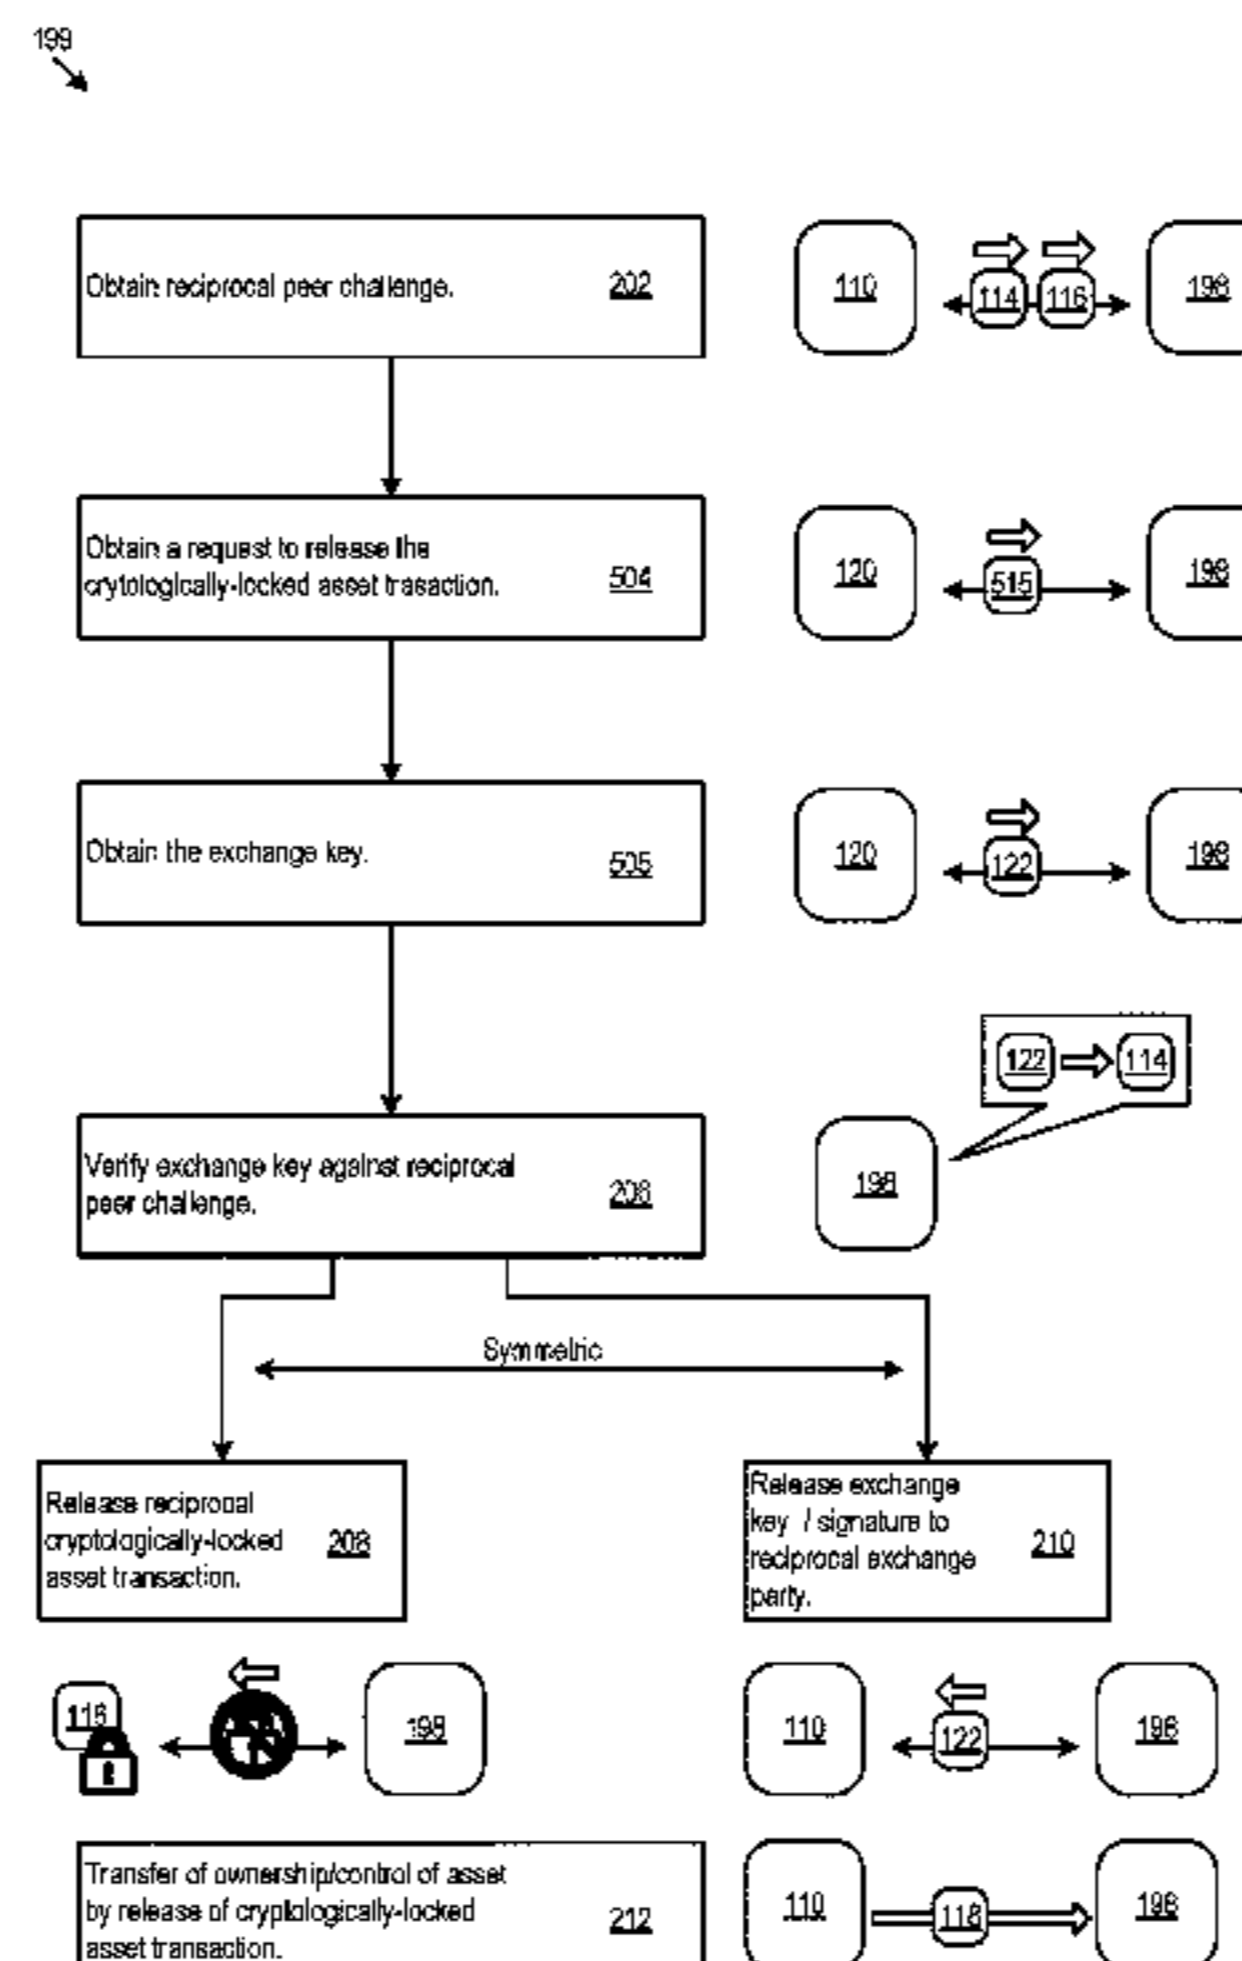 199
Obtain reciprocal peer challenge. 202
110 114 116 198
Obtain a request to release the
crytologically-locked asset trasaction. 504
120 515 198
Obtain the exchange key. 505
120 122 198
122 114
Verify exchange key against reciprocal
peer challenge. 206
198
Symmetric
Release reciprocal
cryptologically-locked
asset transaction. 208
Release exchange
key / signature to
reciprocal exchange
party. 210
198
110 122 198
Transfer of ownership/control of asset
by release of cryptologically-locked
asset transaction. 212
110 118 198